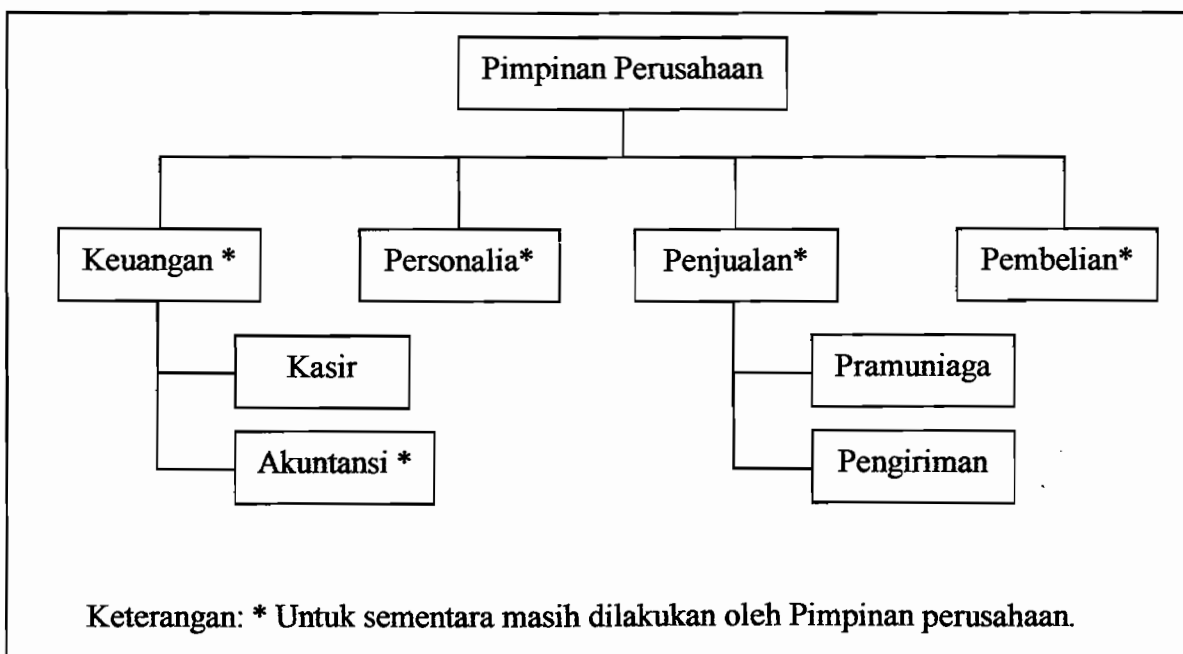 Pimpinan Perusahaan
Keuangan *
Personalia*
Penjualan*
Pembelian*
Kasir
Pramuniaga
Akuntansi *
Pengiriman
Keterangan: * Untuk sementara masih dilakukan oleh Pimpinan perusahaan.